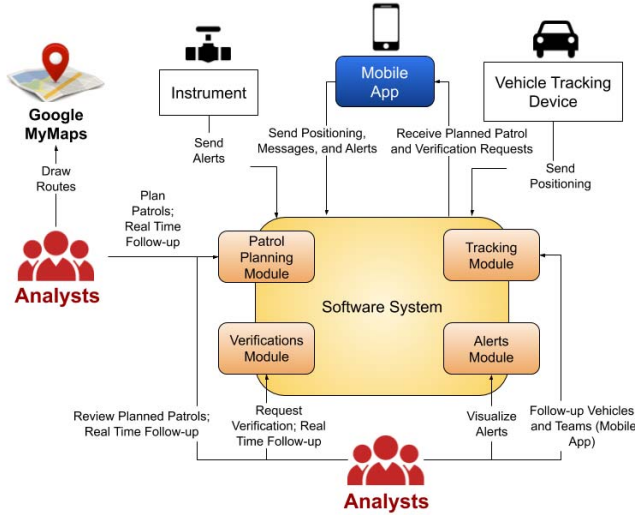 Instrument
Mobile
App
Vehicle Tracking
Device
Google
MyMaps
Send
Alerts
Send Positioning,
Messages, and Alerts
Receive Planned Patrol
and Verification Requests
Send
Positioning
Draw
Routes
Plan
Patrols;
Real Time
Follow-up
Analysts
Patrol
Planning
Module
Tracking
Module
Software System
Verifications
Module
Alerts
Module
Review Planned Patrols;
Real Time Follow-up
Request
Verification; Real
Time Follow-up
Visualize
Alerts
Follow-up Vehicles
and Teams (Mobile
App)
Analysts